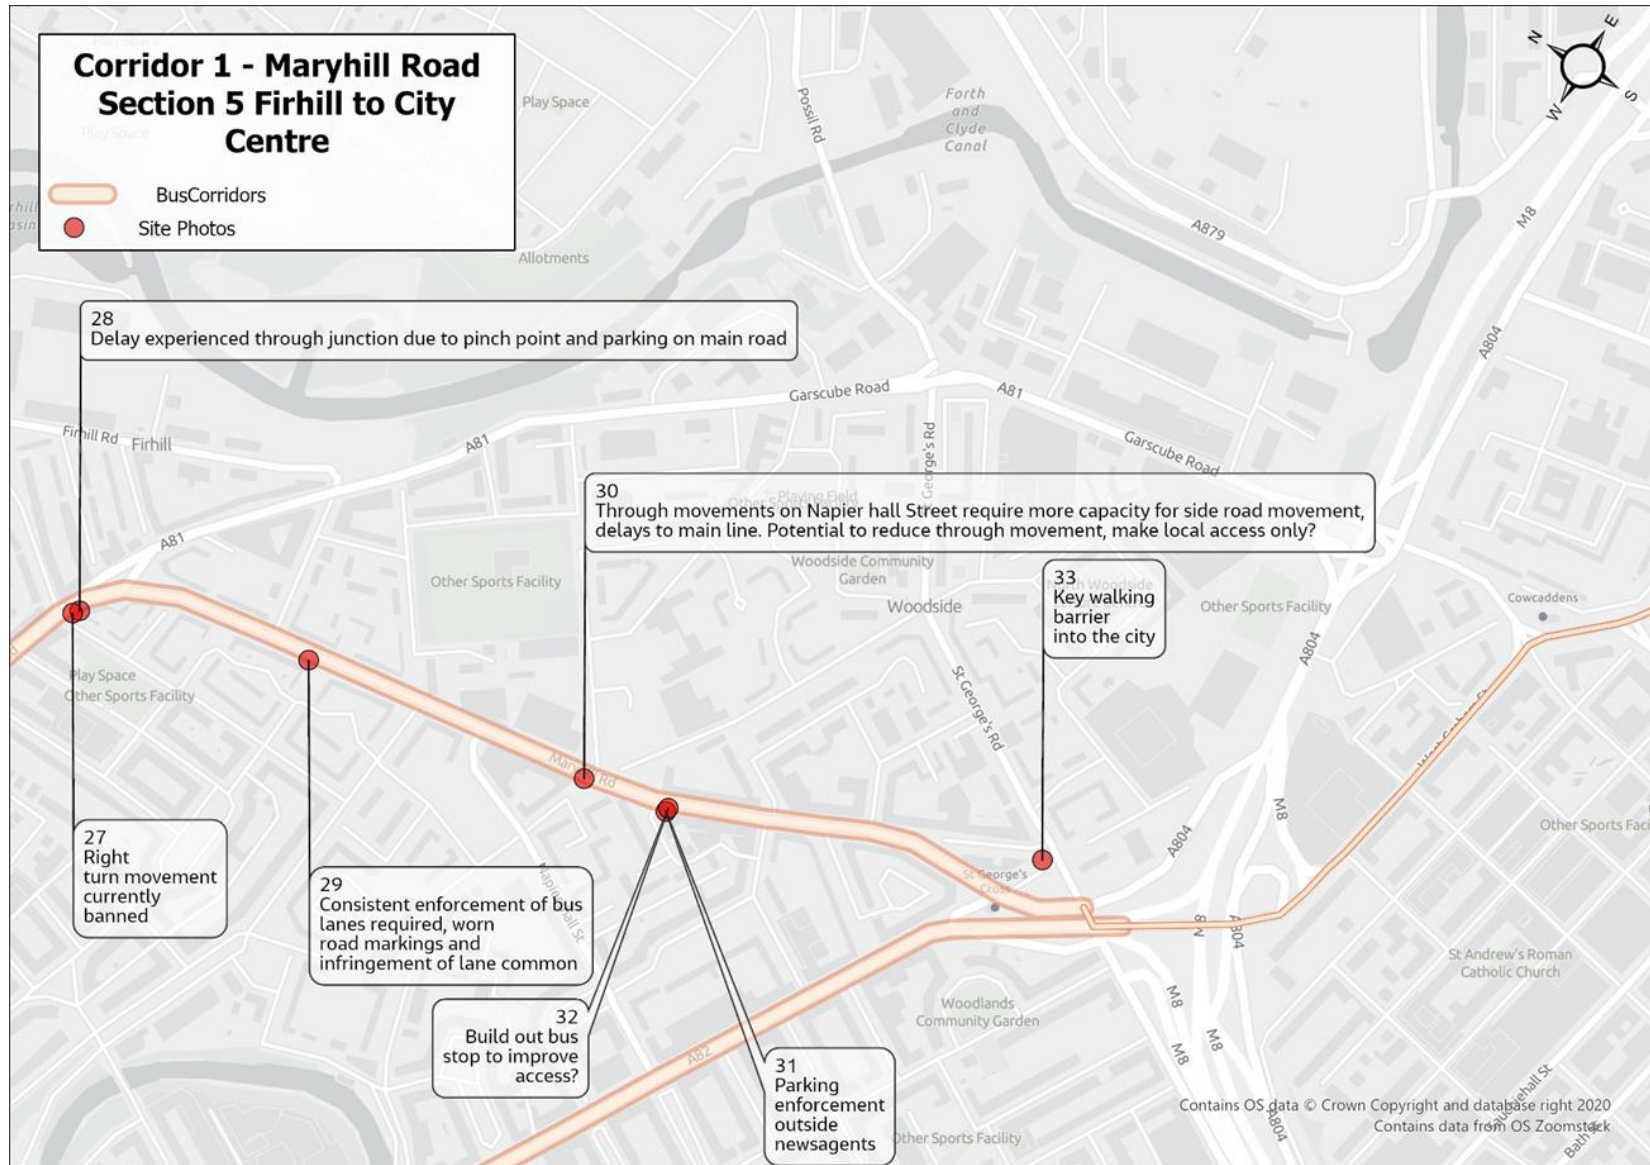 Corridor 1 - Maryhill Road
Section 5 Firhill to City
Centre
BusCorridors
Site Photos
N
E
S
W
Play Space
Possil Rd
Forth
and
Clyde
Canal
A879
M8
A804
Allotments
28
Delay experienced through junction due to pinch point and parking on main road
Garscube Road
A81
Firhill Rd
Firhill
A81
George's Rd
Garscube Road
30
Through movements on Napier hall Street require more capacity for side road movement,
delays to main line. Potential to reduce through movement, make local access only?
Playing Field
A81
Other Sports Facility
Woodside Community
Garden
Woodside
33
Key walking
barrier
into the city
Other Sports Facility
Cowcaddens
A804
Play Space
Other Sports Facility
St George's Rd
27
Right
turn movement
currently
banned
29
Consistent enforcement of bus
lanes required, worn
road markings and
infringement of lane common
St George's
Cross
A804
M8
Other Sports Faci
M8
A804
St Andrew's Roman
Catholic Church
32
Build out bus
stop to improve
access?
31
Parking
enforcement
outside
newsagents
Woodlands
Community Garden
M8
M8
M8
A82
A804
Other Sports Facility
Contains OS data © Crown Copyright and database right 2020
Contains data from OS Zoomstack